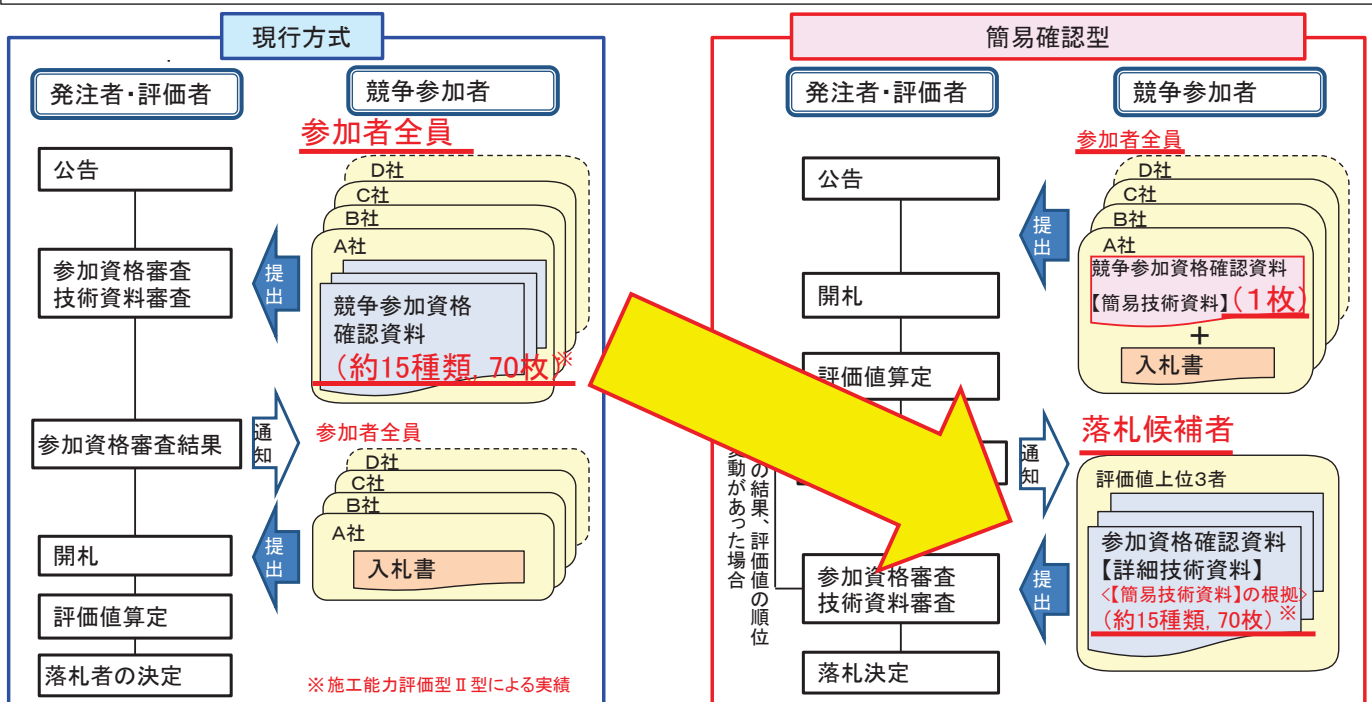 現行方式
発注者・評価者
競争参加者
参加者全員
公告
D社
C社
B社
A社
参加資格審査
技術資料審査
提出
競争参加資格
確認資料
(約15種類, 70枚)※
参加資格審査結果
通知
参加者全員
D社
C社
B社
A社
開札
提出
入札書
評価値算定
落札者の決定
※施工能力評価型Ⅱ型による実績
簡易確認型
発注者・評価者
競争参加者
参加者全員
公告
D社
C社
B社
A社
提出
競争参加資格確認資料
【簡易技術資料】(1枚)
+
入札書
開札
評価値算定
通知
落札候補者
評価値上位3者
の結果、評価値の順位
変動があった場合
参加資格審査
技術資料審査
提出
参加資格確認資料
【詳細技術資料】
<【簡易技術資料】の根拠>
(約15種類, 70枚)※
落札決定